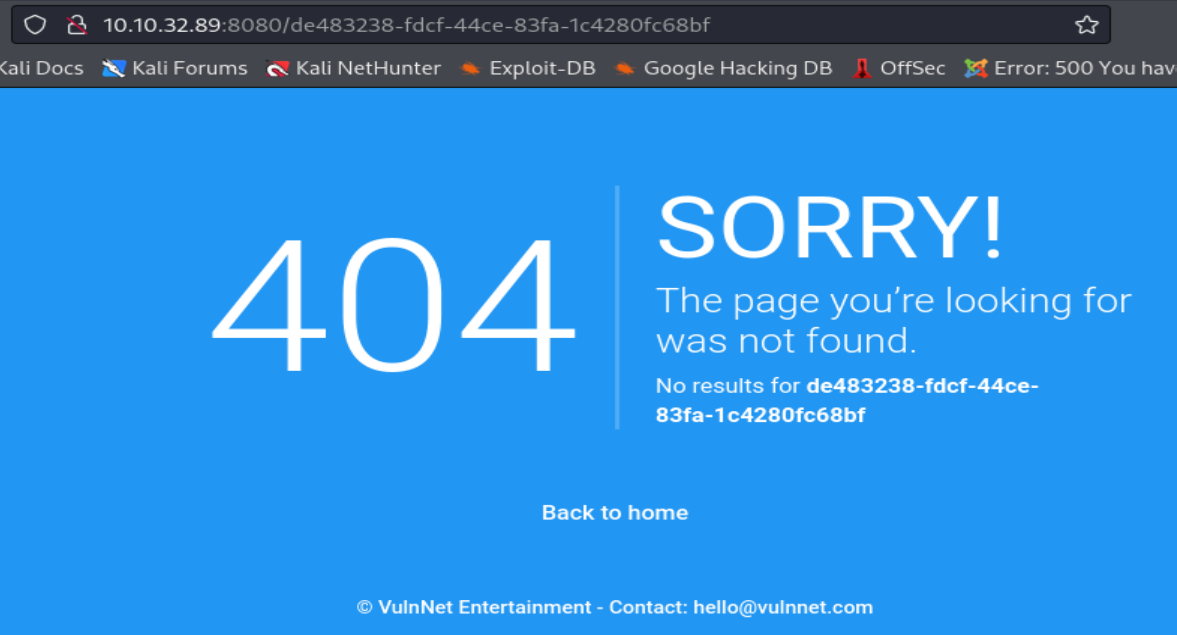 10.10.32.89:8080/de483238-fdcf-44ce-83fa-1c4280fc68bf
Kali Docs Kali Forums Kali NetHunter Exploit-DB Google Hacking DB OffSec Error: 500 You hav
404
SORRY!
The page you're looking for
was not found.
No results for de483238-fdcf-44ce-
83fa-1c4280fc68bf
Back to home
© VulnNet Entertainment - Contact: hello@vulnnet.com